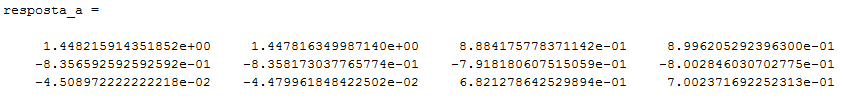 resposta_a =
1.448215914351852e+00 1.447816349987140e+00 8.884175778371142e-01 8.996205292396300e-01
-8.356592592592592e-01 -8.358173037765774e-01 -7.918180607515059e-01 -8.002846030702775e-01
-4.508972222222218e-02 -4.479961848422502e-02 6.821278642529894e-01 7.002371692252313e-01